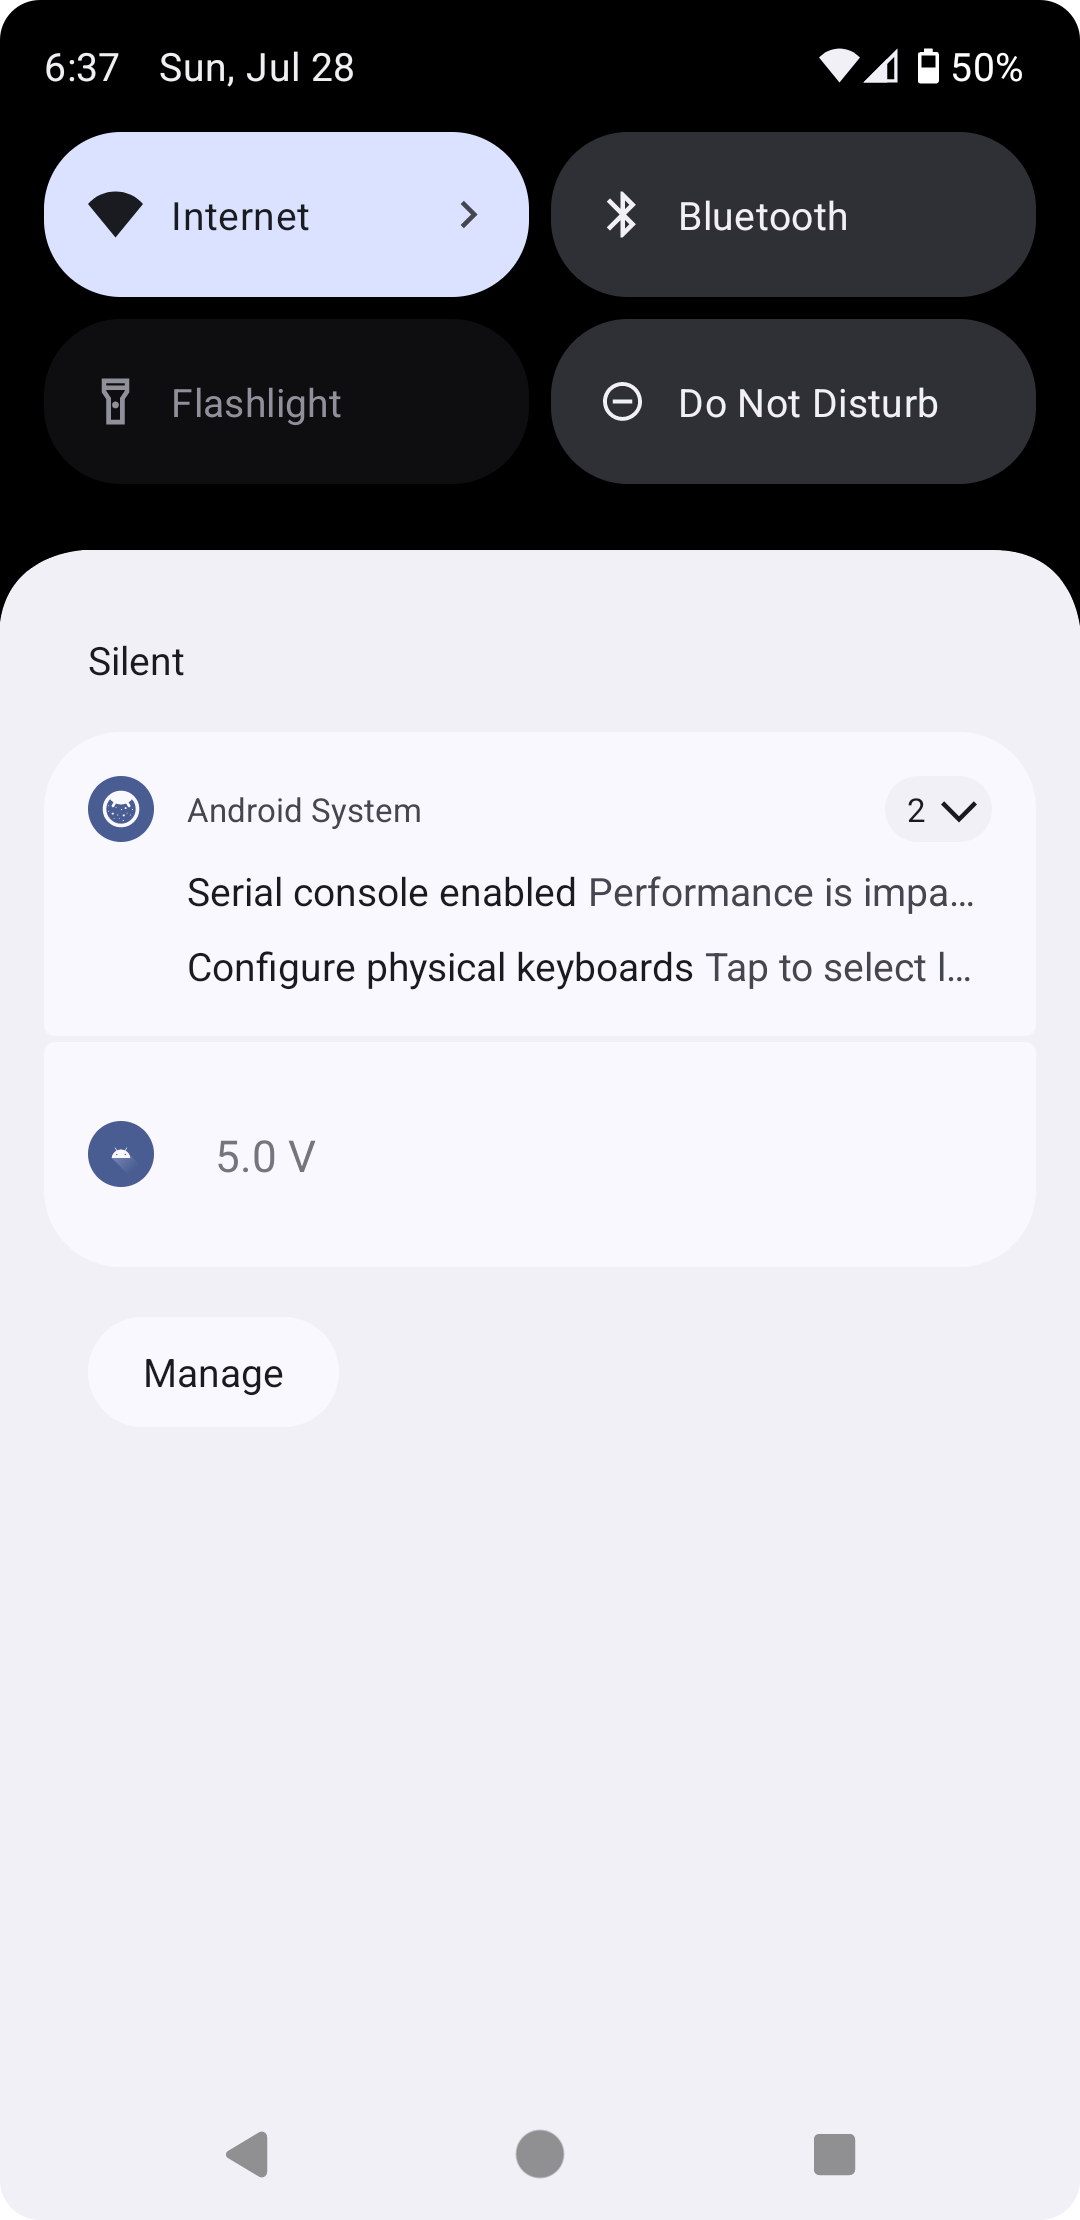 6:37 Sun, Jul 28 50%
Internet Bluetooth
Flashlight Do Not Disturb
Silent
Android System 2
Serial console enabled Performance is impa…
Configure physical keyboards Tap to select l…
5.0 V
Manage